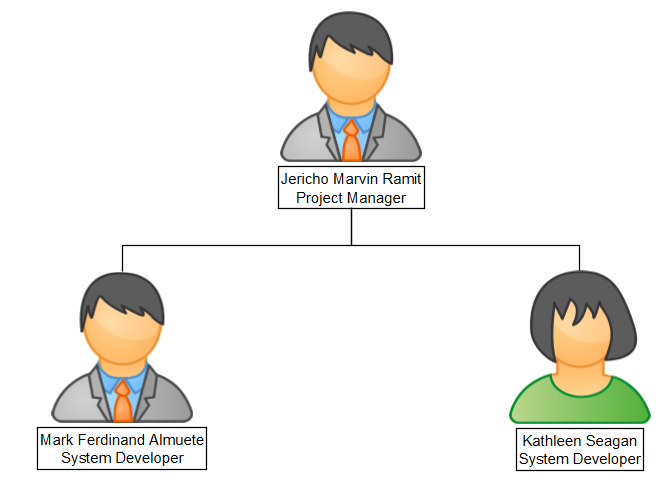 Jericho Marvin Ramit
Project Manager
Mark Ferdinand Almuete
System Developer
Kathleen Seagan
System Developer